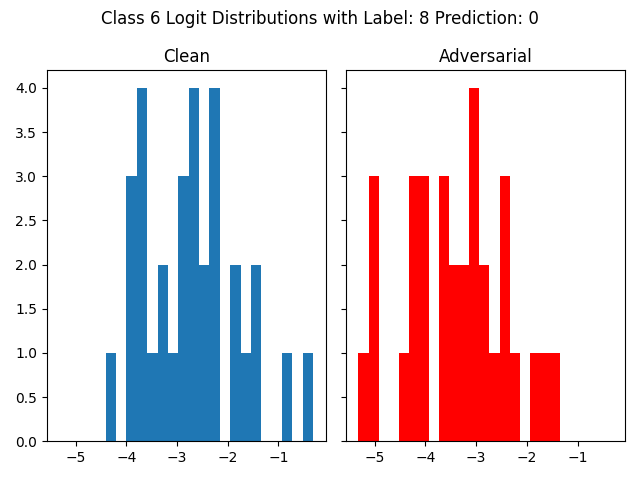 Class 6 Logit Distributions with Label: 8 Prediction: 0
Clean
Adversarial
4.0
3.5
3.0
2.5
2.0
1.5
1.0
0.5
0.0
−5 −4 −3 −2 −1
−5 −4 −3 −2 −1